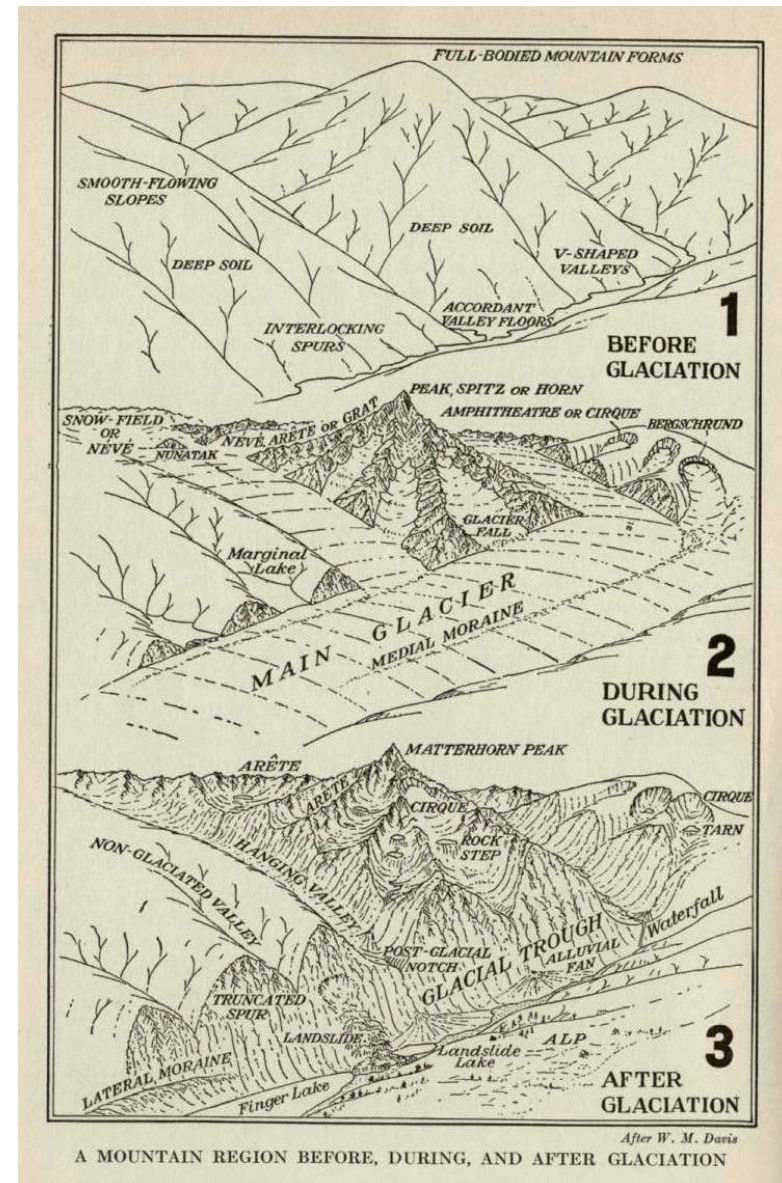 FULL-BODIED MOUNTAIN FORMS
SMOOTH-FLOWING
SLOPES
DEEP SOIL
DEEP SOIL
V-SHAPED
VALLEYS
INTERLOCKING
SPURS
ACCORDANT
VALLEY FLOORS
1
BEFORE
GLACIATION
PEAK, SPITZ OR HORN
SNOW-FIELD
OR
NÉVÉ
NUNATAK
NÉVÉ, ARÊTE OR GRAT
AMPHITHEATRE OR CIRQUE
BERGSCHRUND
GLACIER
FALL
Marginal
Lake
MAIN GLACIER
MEDIAL MORAINE
2
DURING
GLACIATION
MATTERHORN PEAK
ARÊTE
ARÊTE
CIRQUE
CIRQUE
TARN
ROCK
STEP
HANGING VALLEY
NON-GLACIATED VALLEY
Waterfall
POST-GLACIAL
NOTCH
GLACIAL TROUGH
ALLUVIAL
FAN
TRUNCATED
SPUR
LANDSLIDE
Landslide
Lake
ALP
LATERAL MORAINE
Finger Lake
3
AFTER
GLACIATION
After W. M. Davis
A MOUNTAIN REGION BEFORE, DURING, AND AFTER GLACIATION